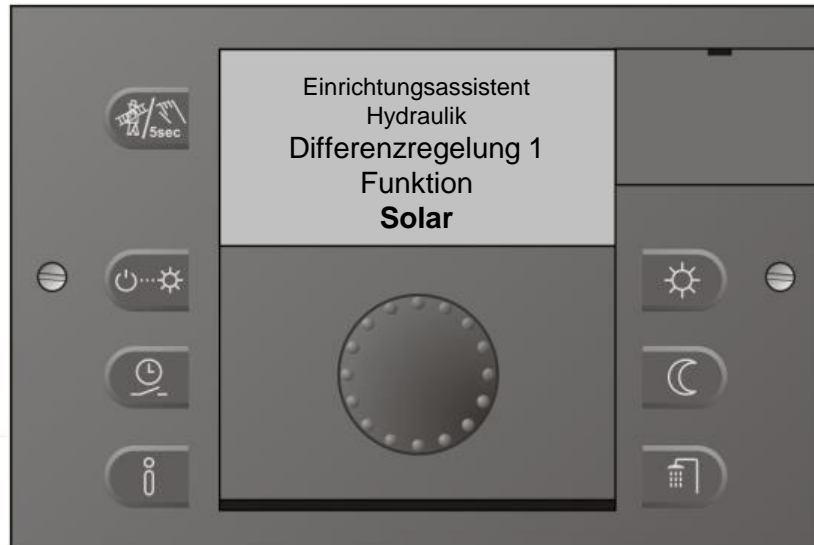 Einrichtungsassistent
Hydraulik
Differenzregelung 1
Funktion
Solar
/5sec